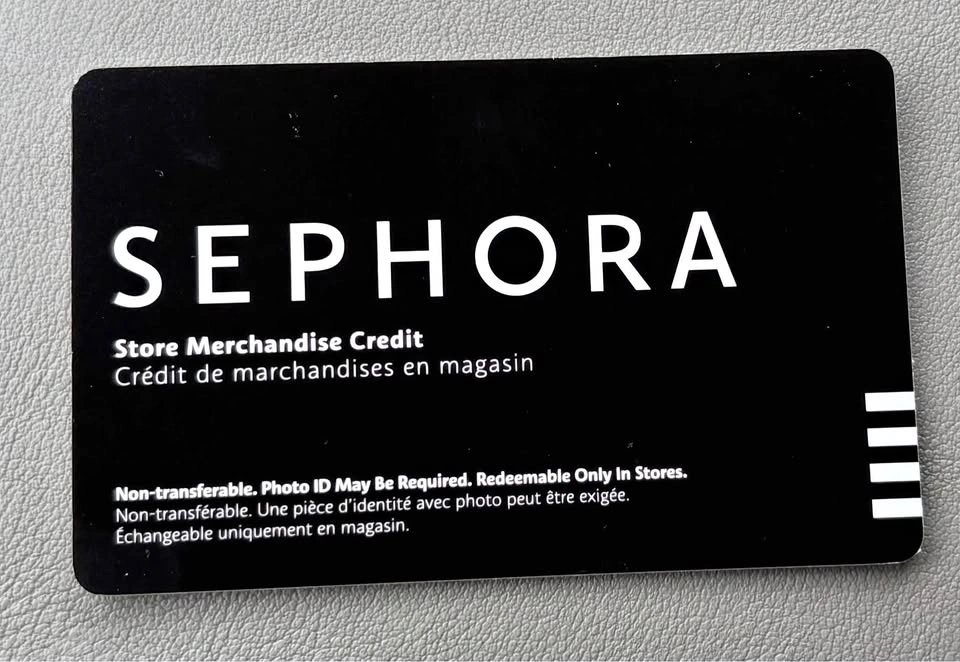 SEPHORA
Store Merchandise Credit
Crédit de marchandises en magasin
Non-transferable. Photo ID May Be Required. Redeemable Only In Stores.
Non-transférable. Une pièce d'identité avec photo peut être exigée.
Échangeable uniquement en magasin.